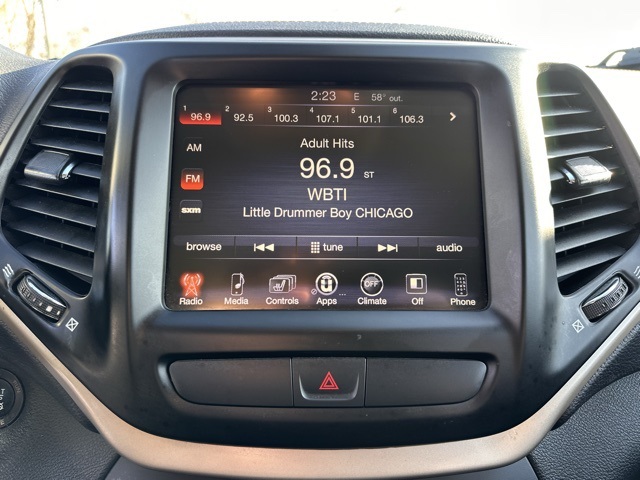 2:23 E 58° out.
1 2 3 4 5 6
96.9 92.5 100.3 107.1 101.1 106.3
AM
Adult Hits
FM
96.9 ST
WBTI
sxm
Little Drummer Boy CHICAGO
browse tune audio
Radio Media Controls Apps ... Climate Off Phone
OFF